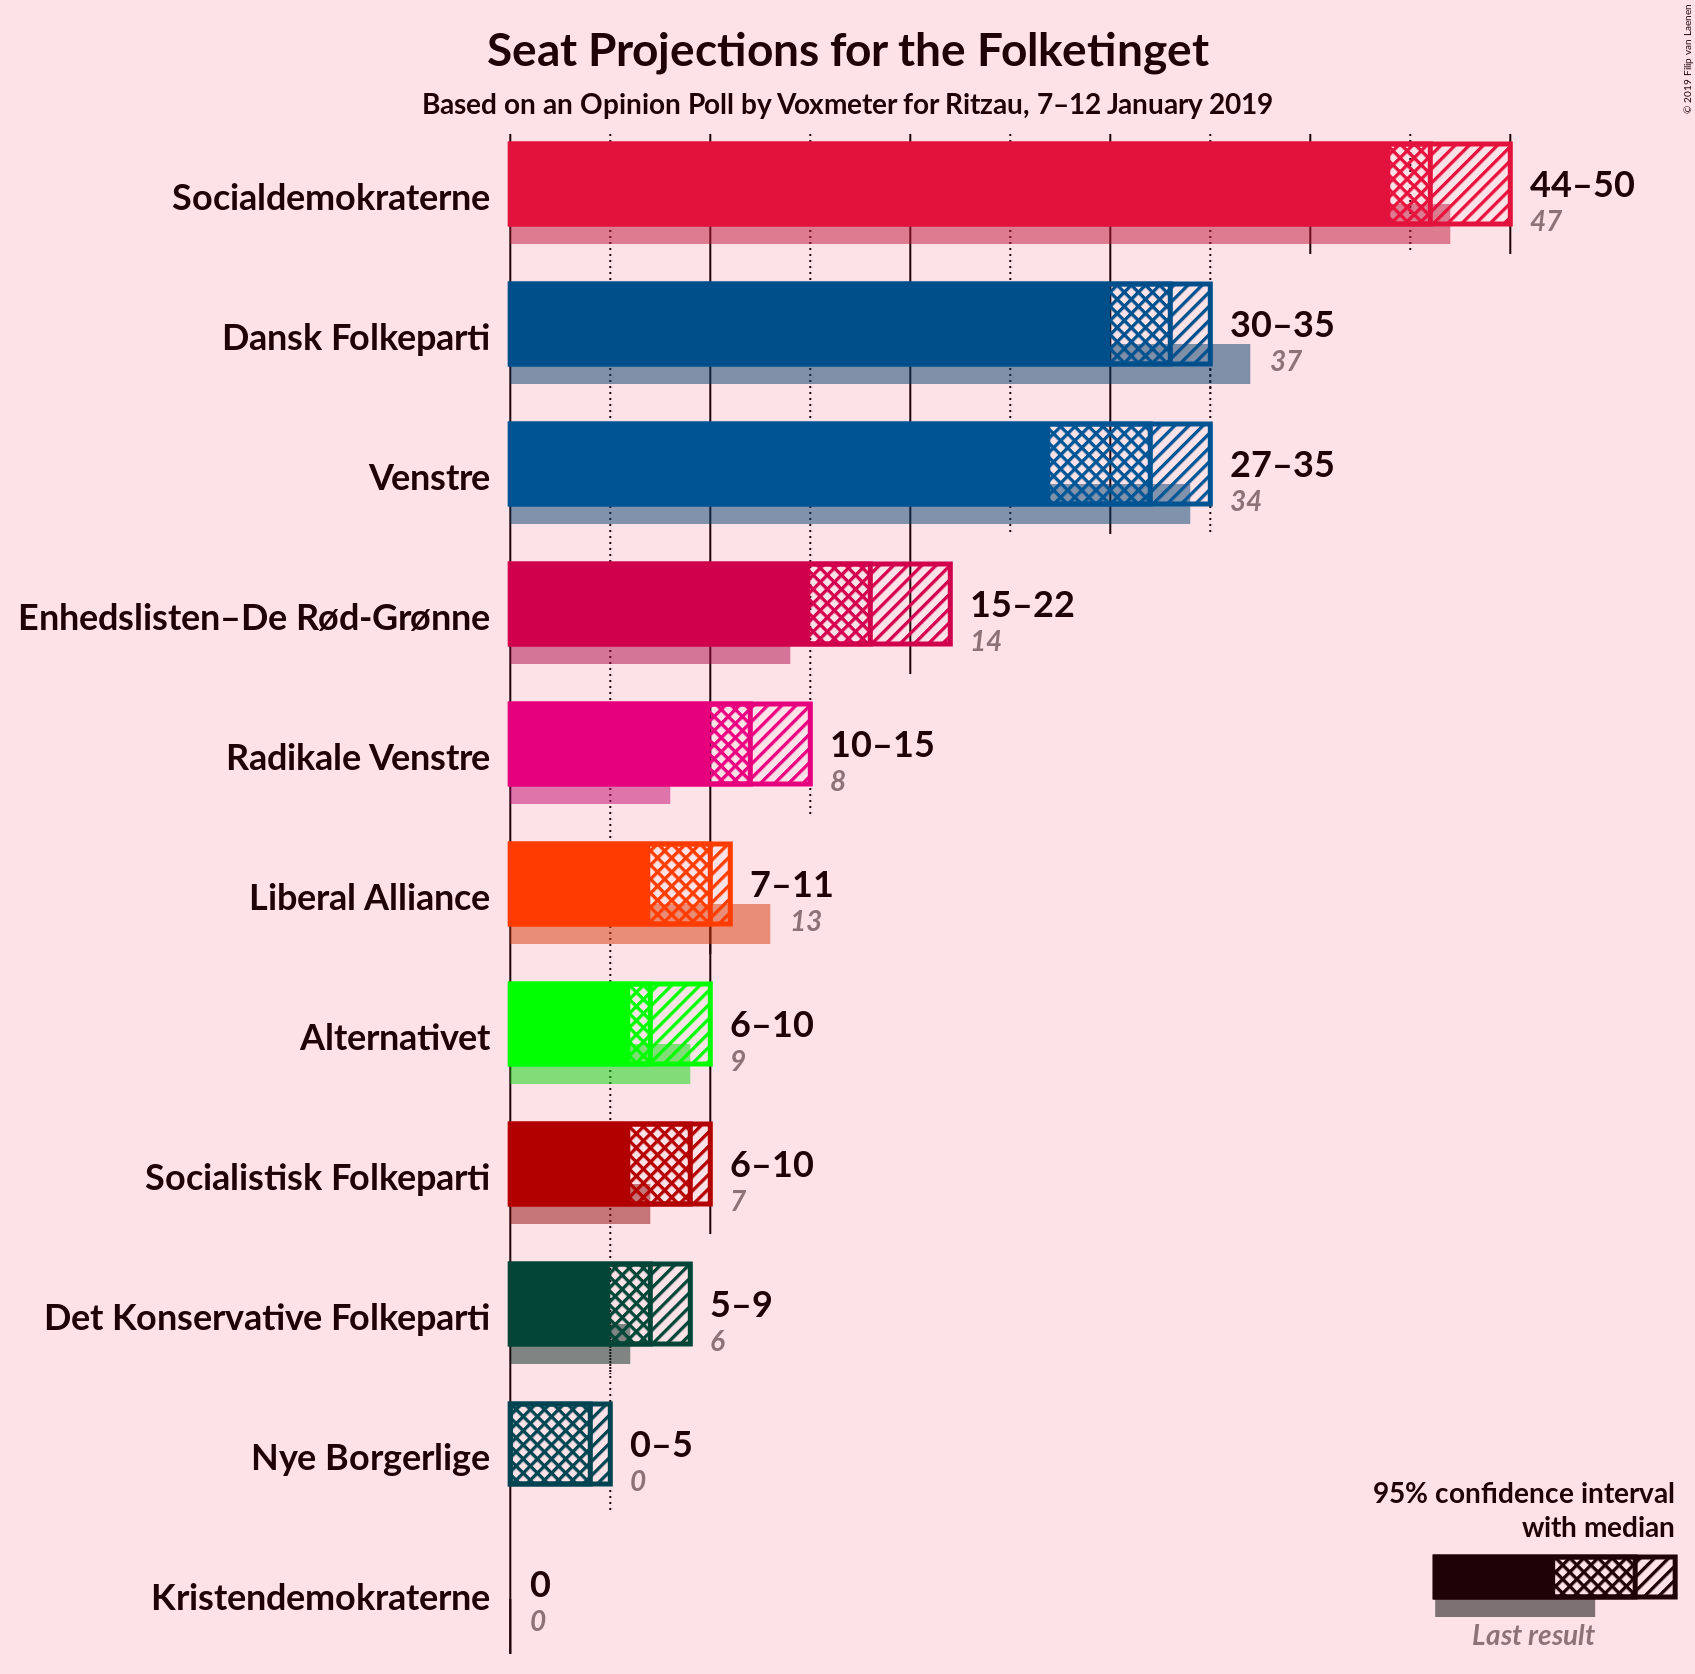 Seat Projections for the Folketinget
Based on an Opinion Poll by Voxmeter for Ritzau, 7–12 January 2019
© 2019 Filip van Laenen
Socialdemokraterne
44–50
47
Dansk Folkeparti
30–35
37
Venstre
27–35
34
Enhedslisten–De Rød-Grønne
15–22
14
Radikale Venstre
10–15
8
Liberal Alliance
7–11
13
Alternativet
6–10
9
Socialistisk Folkeparti
6–10
7
Det Konservative Folkeparti
5–9
6
Nye Borgerlige
0–5
0
Kristendemokraterne
0
0
95% confidence interval
with median
Last result